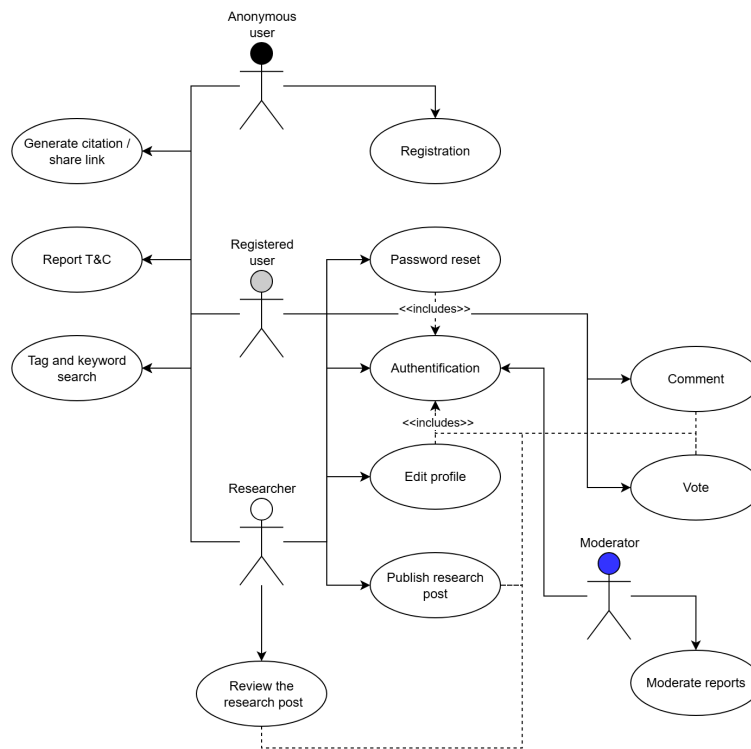 Anonymous
user
Generate citation /
share link
Registration
Report T&C
Registered
user
Password reset
<<includes>>
Tag and keyword
search
Authentification
Comment
<<includes>>
Researcher
Edit profile
Vote
Moderator
Publish research
post
Review the
research post
Moderate reports